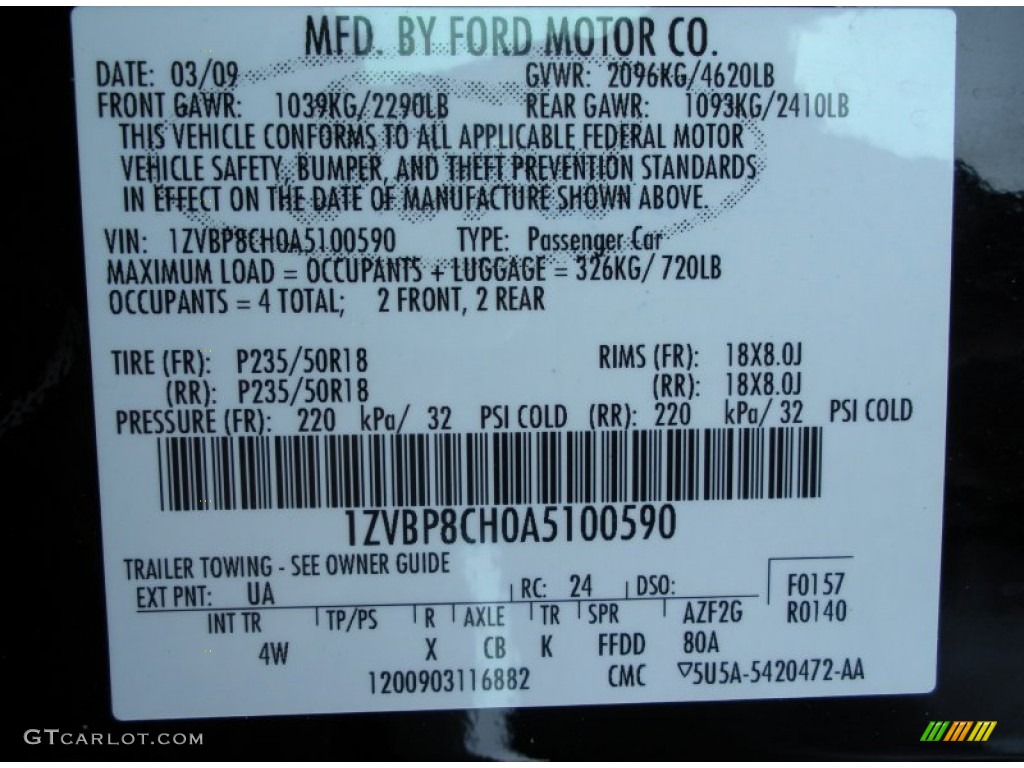 MFD. BY FORD MOTOR CO.
DATE: 03/09 GVWR: 2096KG/4620LB
FRONT GAWR: 1039KG/2290LB REAR GAWR: 1093KG/2410LB
THIS VEHICLE CONFORMS TO ALL APPLICABLE FEDERAL MOTOR
VEHICLE SAFETY, BUMPER, AND THEFT PREVENTION STANDARDS
IN EFFECT ON THE DATE OF MANUFACTURE SHOWN ABOVE.
VIN: 1ZVBP8CH0A5100590 TYPE: Passenger Car
MAXIMUM LOAD = OCCUPANTS + LUGGAGE = 326KG/ 720LB
OCCUPANTS = 4 TOTAL; 2 FRONT, 2 REAR
TIRE (FR): P235/50R18 RIMS (FR): 18X8.0J
(RR): P235/50R18 (RR): 18X8.0J
PRESSURE (FR): 220 kPa/ 32 PSI COLD (RR): 220 kPa/ 32 PSI COLD
1ZVBP8CH0A5100590
TRAILER TOWING - SEE OWNER GUIDE
EXT PNT: UA RC: 24 DSO: F0157
INT TR TP/PS R AXLE TR SPR AZF2G R0140
4W X CB K FFDD 80A
1200903116882 CMC ▽5U5A-5420472-AA
GTCARLOT.COM